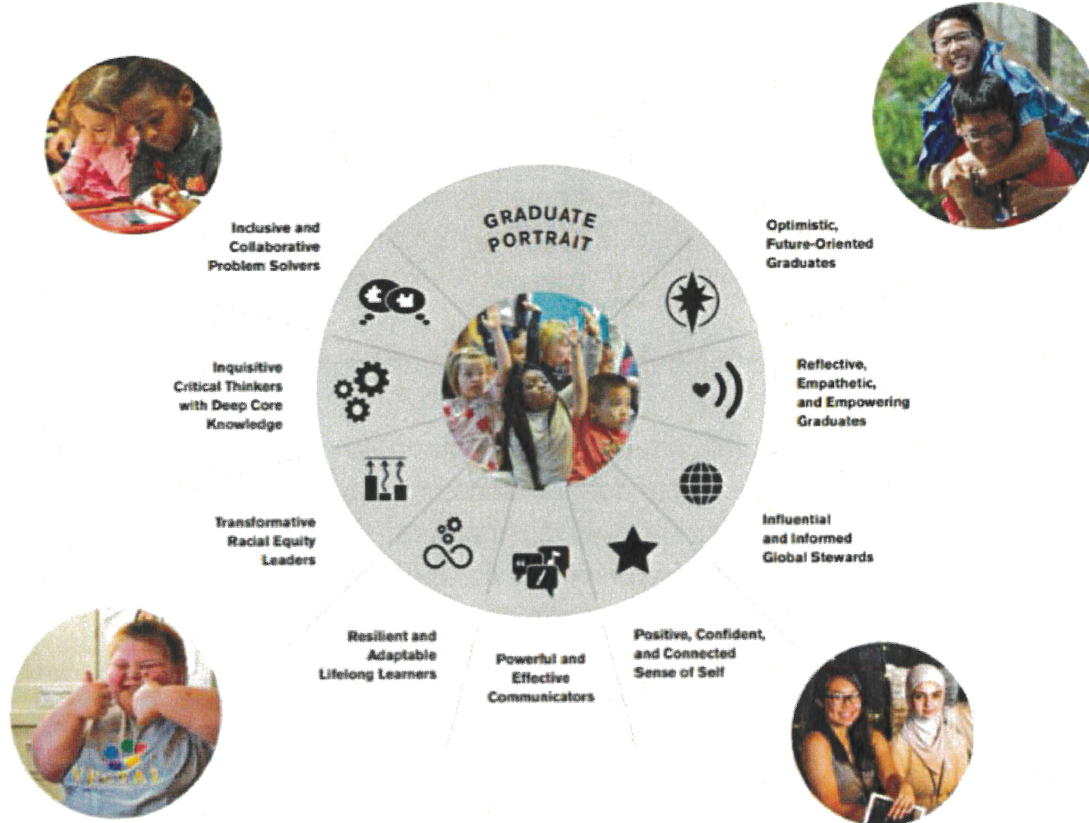 GRADUATE
PORTRAIT
Inclusive and
Collaborative
Problem Solvers
Optimistic,
Future-Oriented
Graduates
Inquisitive
Critical Thinkers
with Deep Core
Knowledge
Reflective,
Empathetic,
and Empowering
Graduates
Transformative
Racial Equity
Leaders
Influential
and Informed
Global Stewards
Resilient and
Adaptable
Lifelong Learners
Powerful and
Effective
Communicators
Positive, Confident,
and Connected
Sense of Self